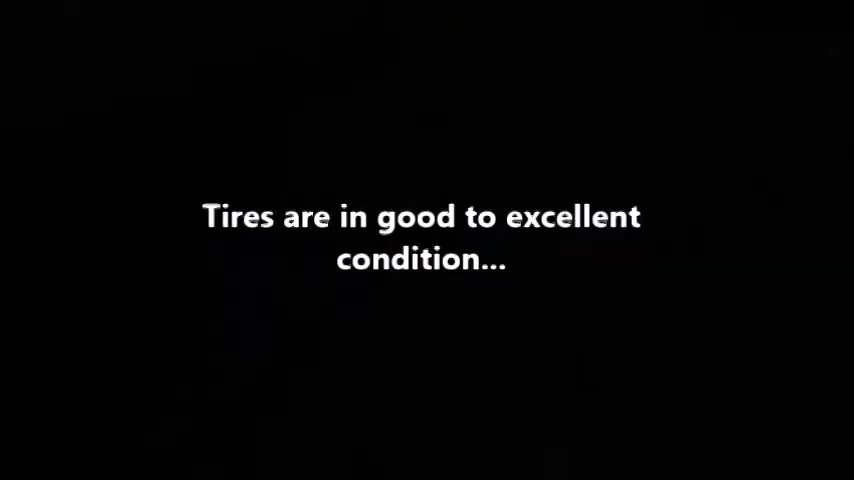 Tires are in good to excellent
condition...